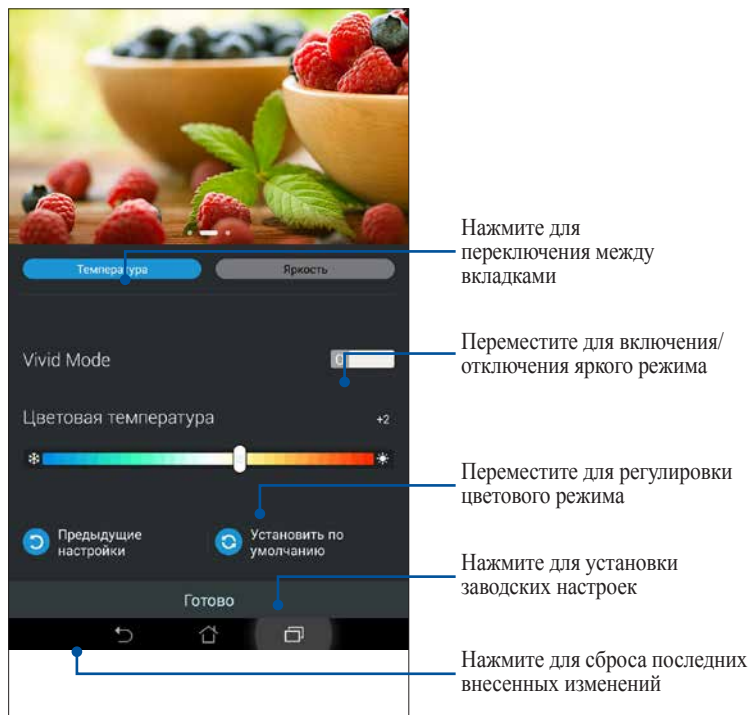 Температура
Яркость
Vivid Mode
Цветовая температура
+2
Предыдущие
настройки
Установить по
умолчанию
Готово
Нажмите для
переключения между
вкладками
Переместите для включения/
отключения яркого режима
Переместите для регулировки
цветового режима
Нажмите для установки
заводских настроек
Нажмите для сброса последних
внесенных изменений